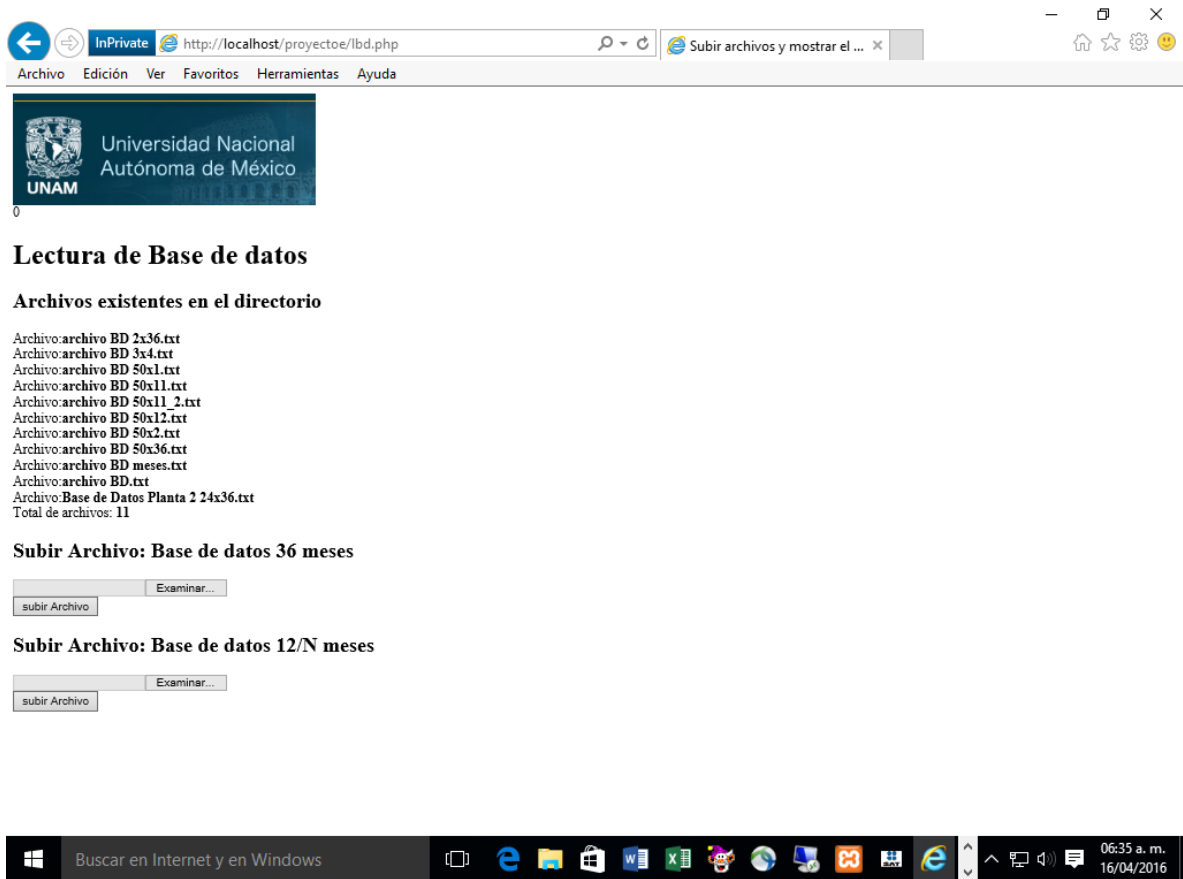 InPrivate http://localhost/proyectoe/lbd.php Subir archivos y mostrar el ...
Archivo Edición Ver Favoritos Herramientas Ayuda
Universidad Nacional
Autónoma de México
UNAM
0
Lectura de Base de datos
Archivos existentes en el directorio
Archivo:archivo BD 2x36.txt
Archivo:archivo BD 3x4.txt
Archivo:archivo BD 50x1.txt
Archivo:archivo BD 50x11.txt
Archivo:archivo BD 50x11_2.txt
Archivo:archivo BD 50x12.txt
Archivo:archivo BD 50x2.txt
Archivo:archivo BD 50x36.txt
Archivo:archivo BD meses.txt
Archivo:archivo BD.txt
Archivo:Base de Datos Planta 2 24x36.txt
Total de archivos: 11
Subir Archivo: Base de datos 36 meses
Examinar...
subir Archivo
Subir Archivo: Base de datos 12/N meses
Examinar...
subir Archivo
Buscar en Internet y en Windows
SAT
06:35 a. m.
16/04/2016